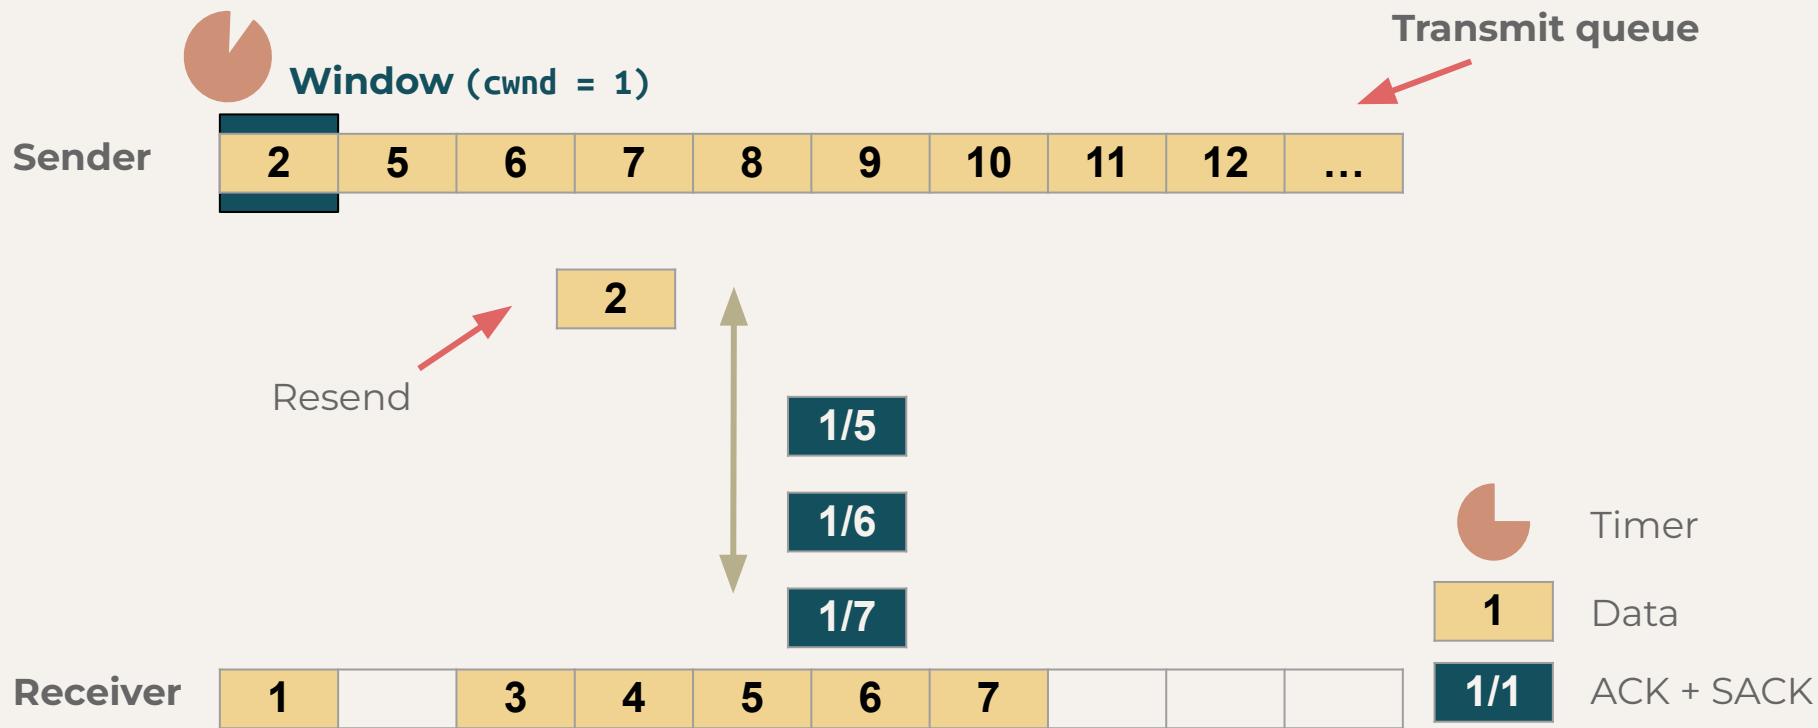 Transmit queue
Window (cwnd = 1)
Sender
2 5 6 7 8 9 10 11 12 ...
2
Resend
1/5
1/6
1/7
Timer
1 Data
Receiver
1 3 4 5 6 7
1/1 ACK + SACK